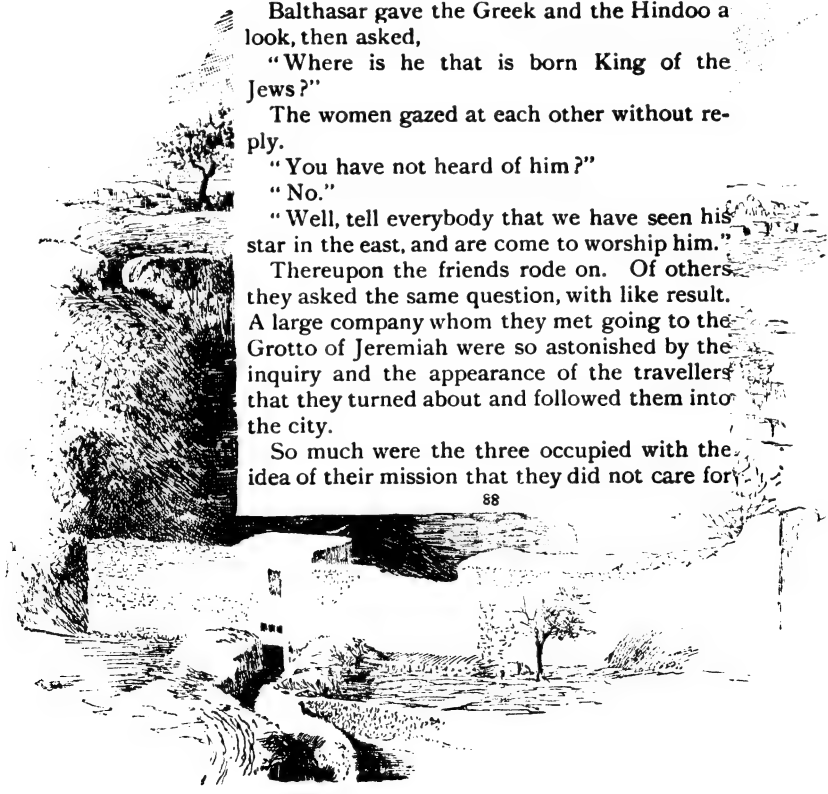 Balthasar gave the Greek and the Hindoo a
look, then asked,
“Where is he that is born King of the
Jews?”
The women gazed at each other without re-
ply.
“You have not heard of him?”
“No.”
“Well, tell everybody that we have seen his
star in the east, and are come to worship him.”
Thereupon the friends rode on. Of others
they asked the same question, with like result.
A large company whom they met going to the
Grotto of Jeremiah were so astonished by the
inquiry and the appearance of the travellers
that they turned about and followed them into
the city.
So much were the three occupied with the
idea of their mission that they did not care for
88